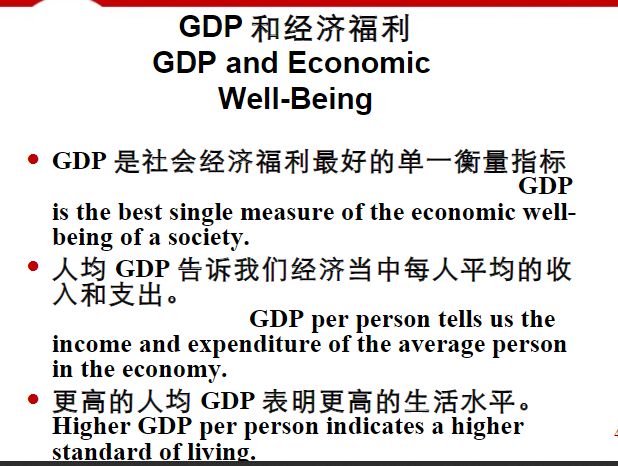 GDP 和经济福利
GDP and Economic
Well-Being
• GDP 是社会经济福利最好的单一衡量指标
GDP
is the best single measure of the economic well-
being of a society.
• 人均 GDP 告诉我们经济当中每人平均的收
入和支出。
GDP per person tells us the
income and expenditure of the average person
in the economy.
• 更高的人均 GDP 表明更高的生活水平。
Higher GDP per person indicates a higher
standard of living.